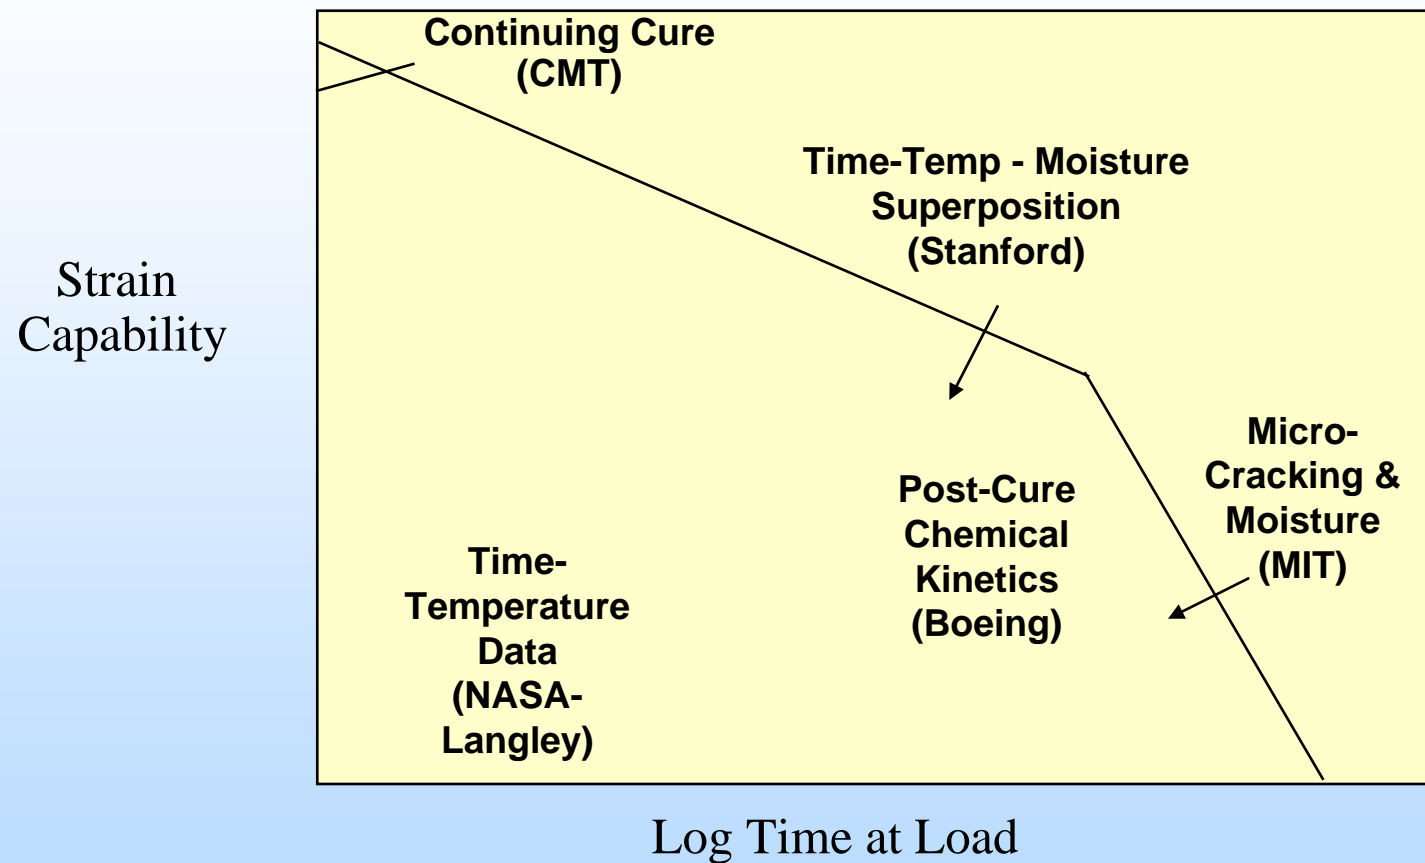 Continuing Cure
(CMT)
Time-Temp - Moisture
Superposition
(Stanford)
Strain
Capability
Micro-
Cracking &
Moisture
(MIT)
Post-Cure
Chemical
Kinetics
(Boeing)
Time-
Temperature
Data
(NASA-
Langley)
Log Time at Load